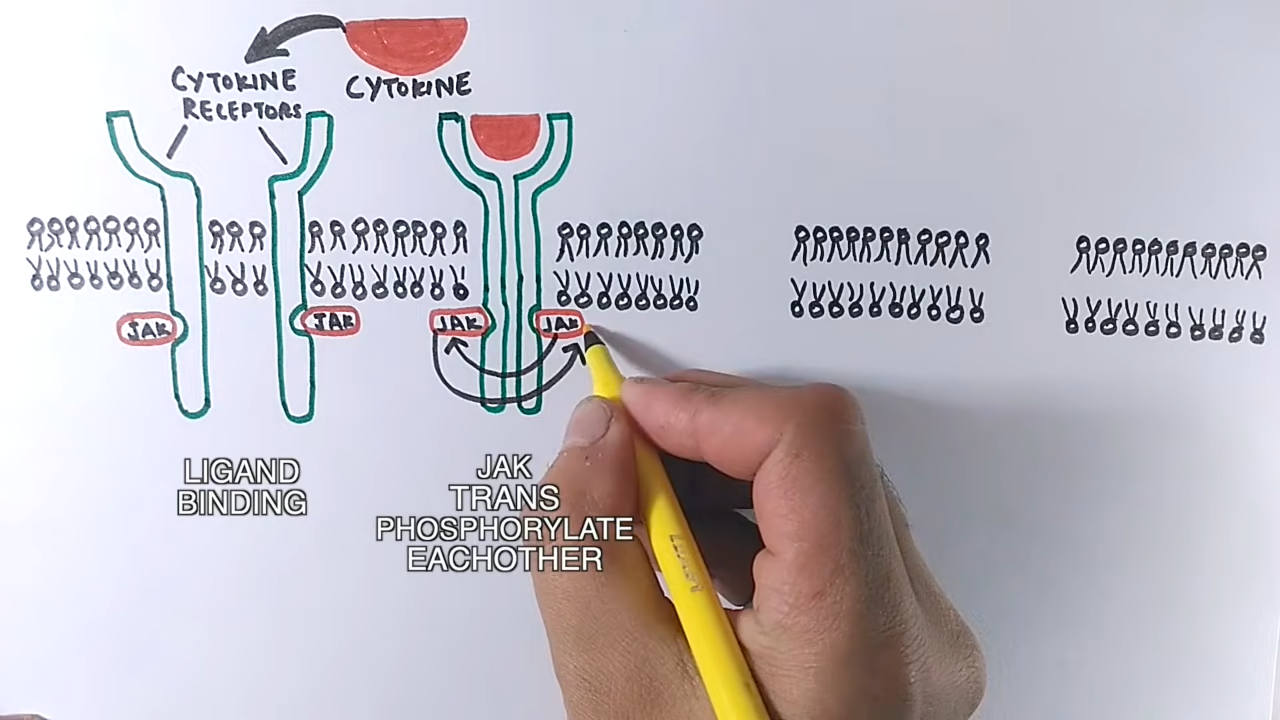 CYTOKINE
RECEPTORS
CYTOKINE
JAK
JAK
JAK
JAK
LIGAND
BINDING
JAK
TRANS
PHOSPHORYLATE
EACHOTHER